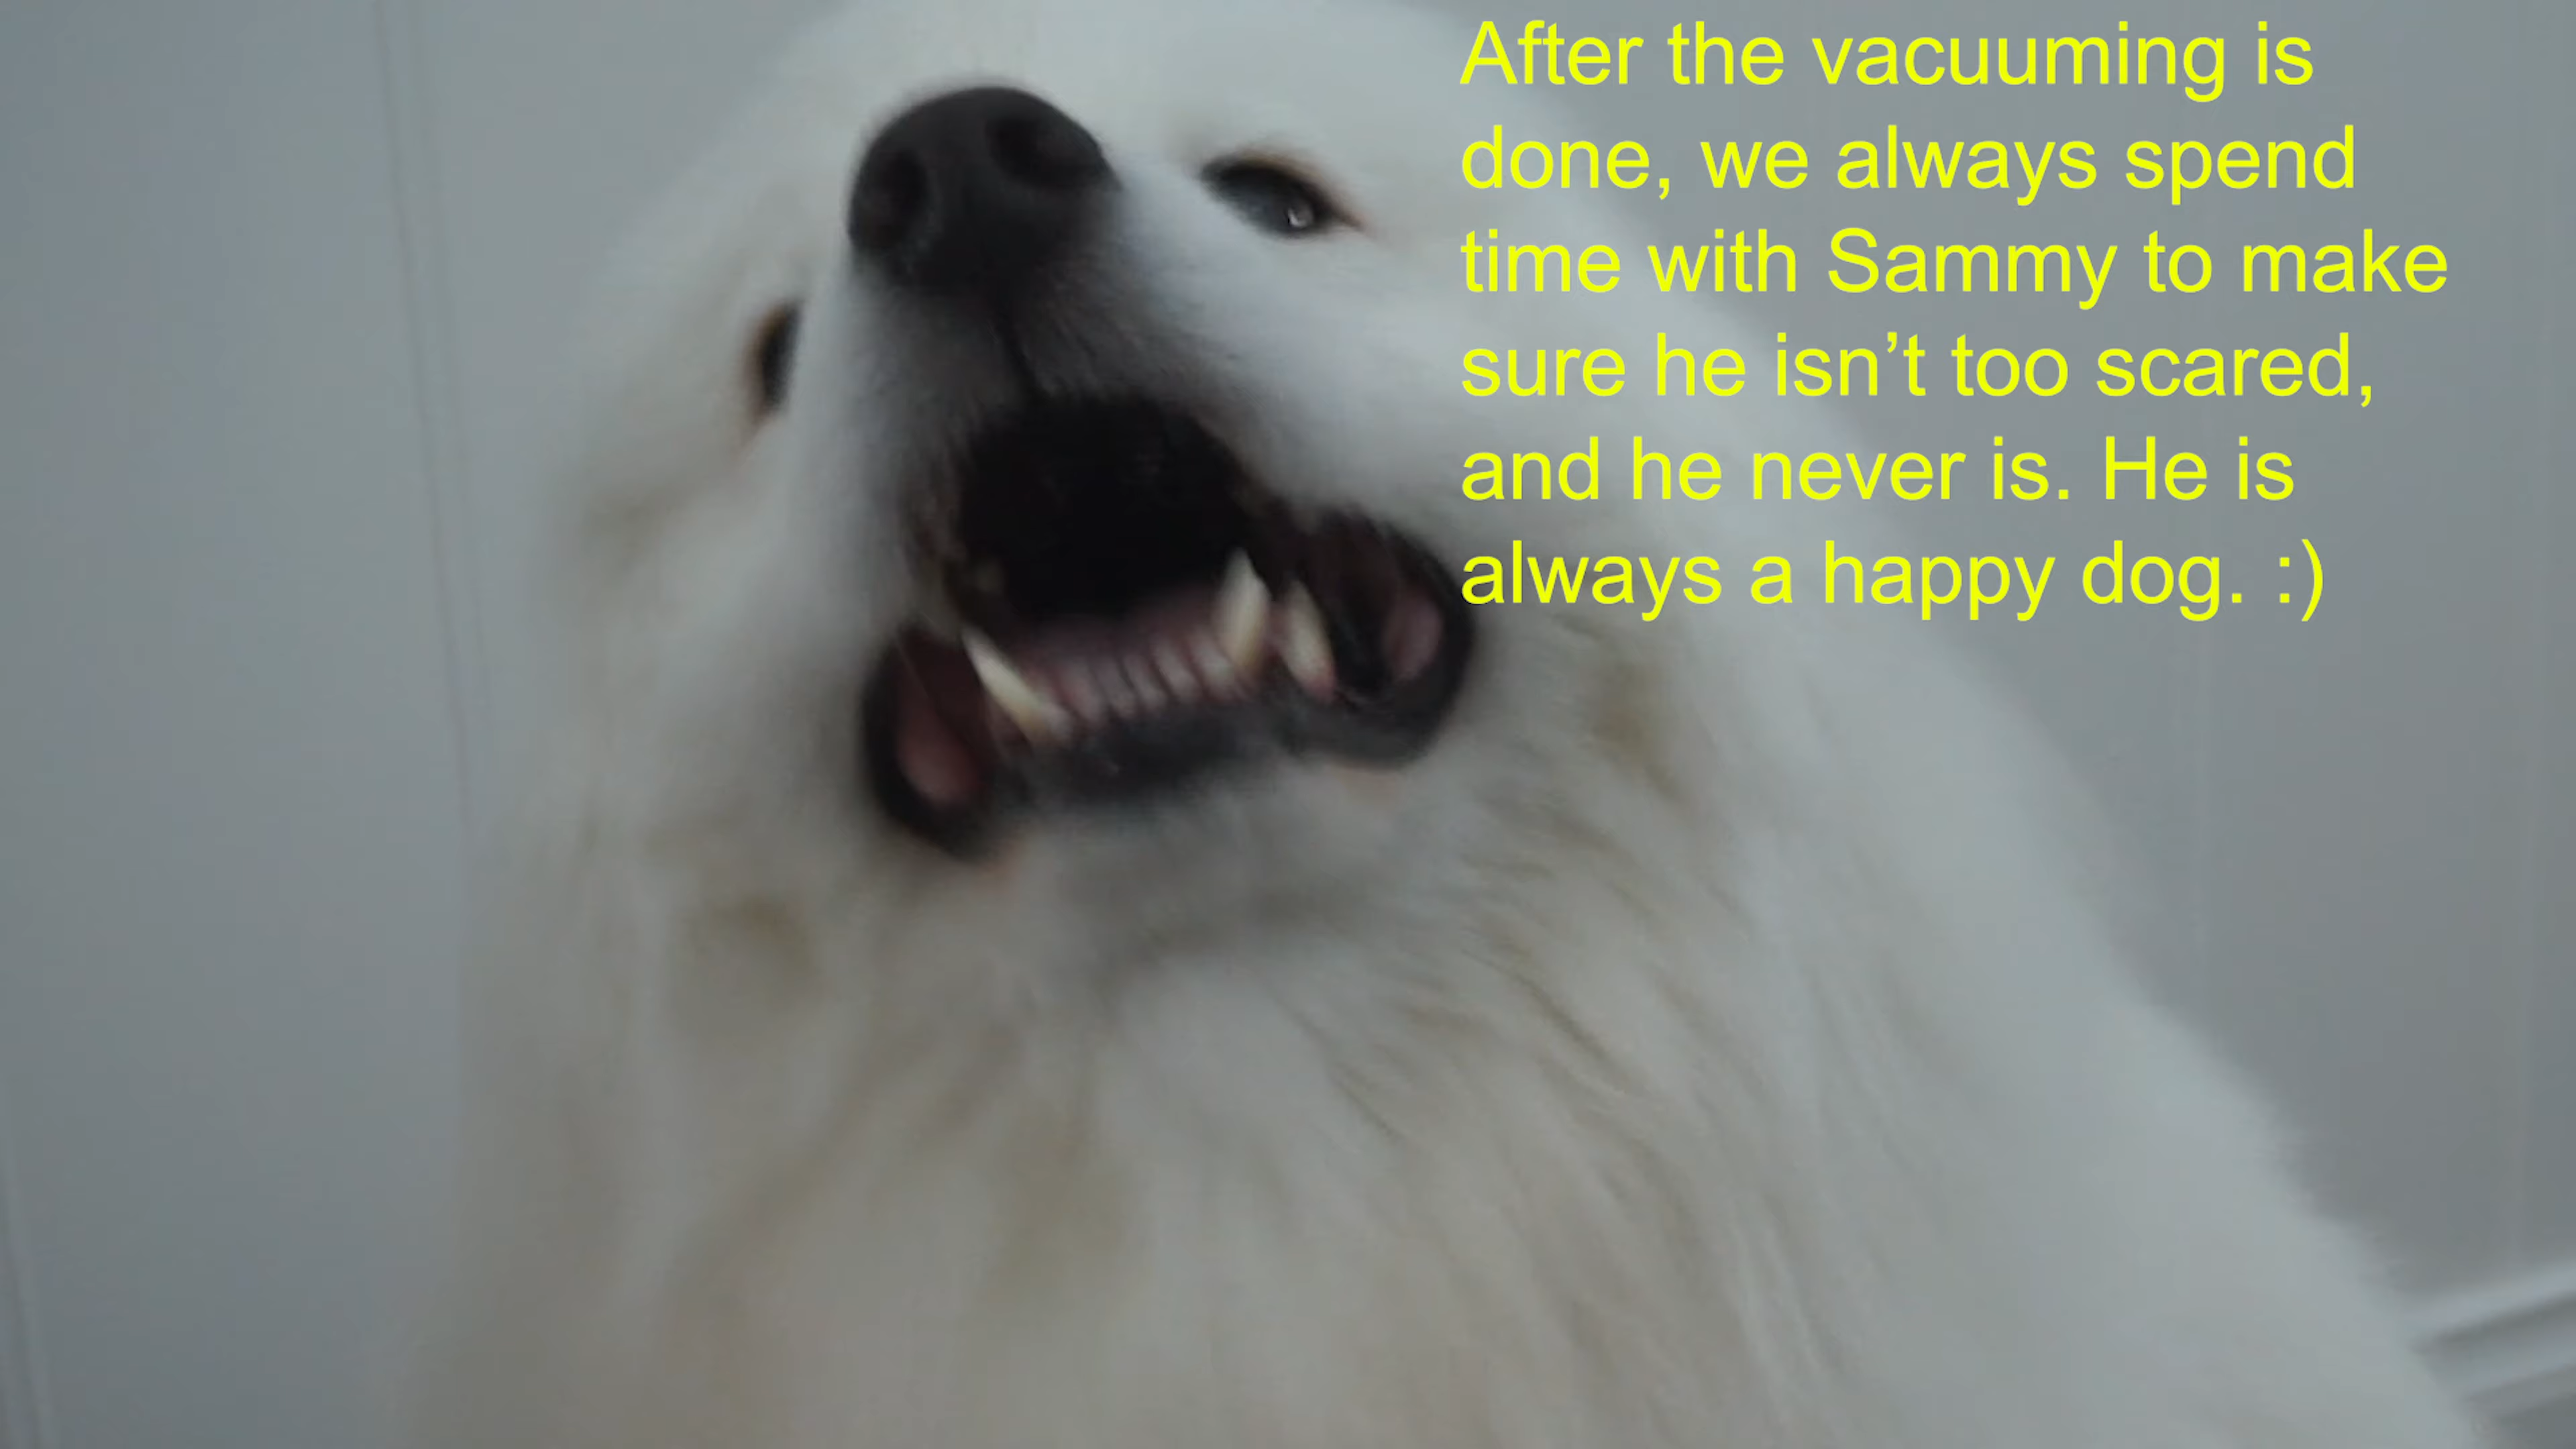 After the vacuuming is
done, we always spend
time with Sammy to make
sure he isn’t too scared,
and he never is. He is
always a happy dog. :)